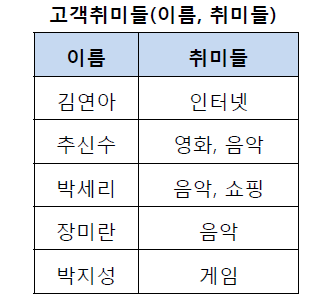 고객취미들(이름, 취미들)
이름 취미들
김연아 인터넷
추신수 영화, 음악
박세리 음악, 쇼핑
장미란 음악
박지성 게임